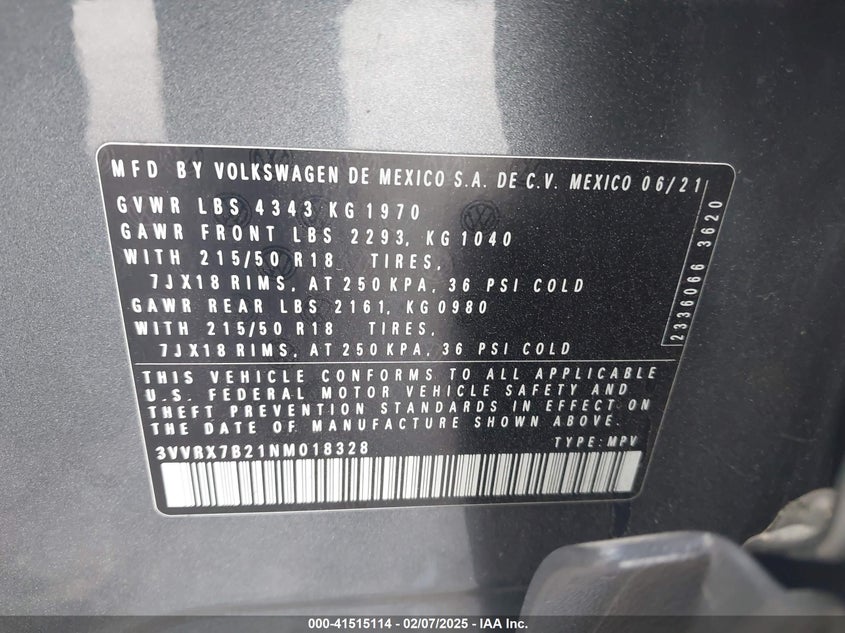 MFD BY VOLKSWAGEN DE MEXICO S.A. DE C.V. MEXICO 06/21
GVWR LBS 4343 KG 1970
GAWR FRONT LBS 2293, KG 1040
WITH 215/50 R18 TIRES,
7JX18 RIMS, AT 250 KPA, 36 PSI COLD
GAWR REAR LBS 2161, KG 0980
WITH 215/50 R18 TIRES,
7JX18 RIMS, AT 250 KPA, 36 PSI COLD
2336066 3620
THIS VEHICLE CONFORMS TO ALL APPLICABLE
U.S. FEDERAL MOTOR VEHICLE SAFETY AND
THEFT PREVENTION STANDARDS IN EFFECT ON
THE DATE OF MANUFACTURE SHOWN ABOVE.
3VVRX7B21NM018328 TYPE: MPV
000-41515114 - 02/07/2025 - IAA Inc.